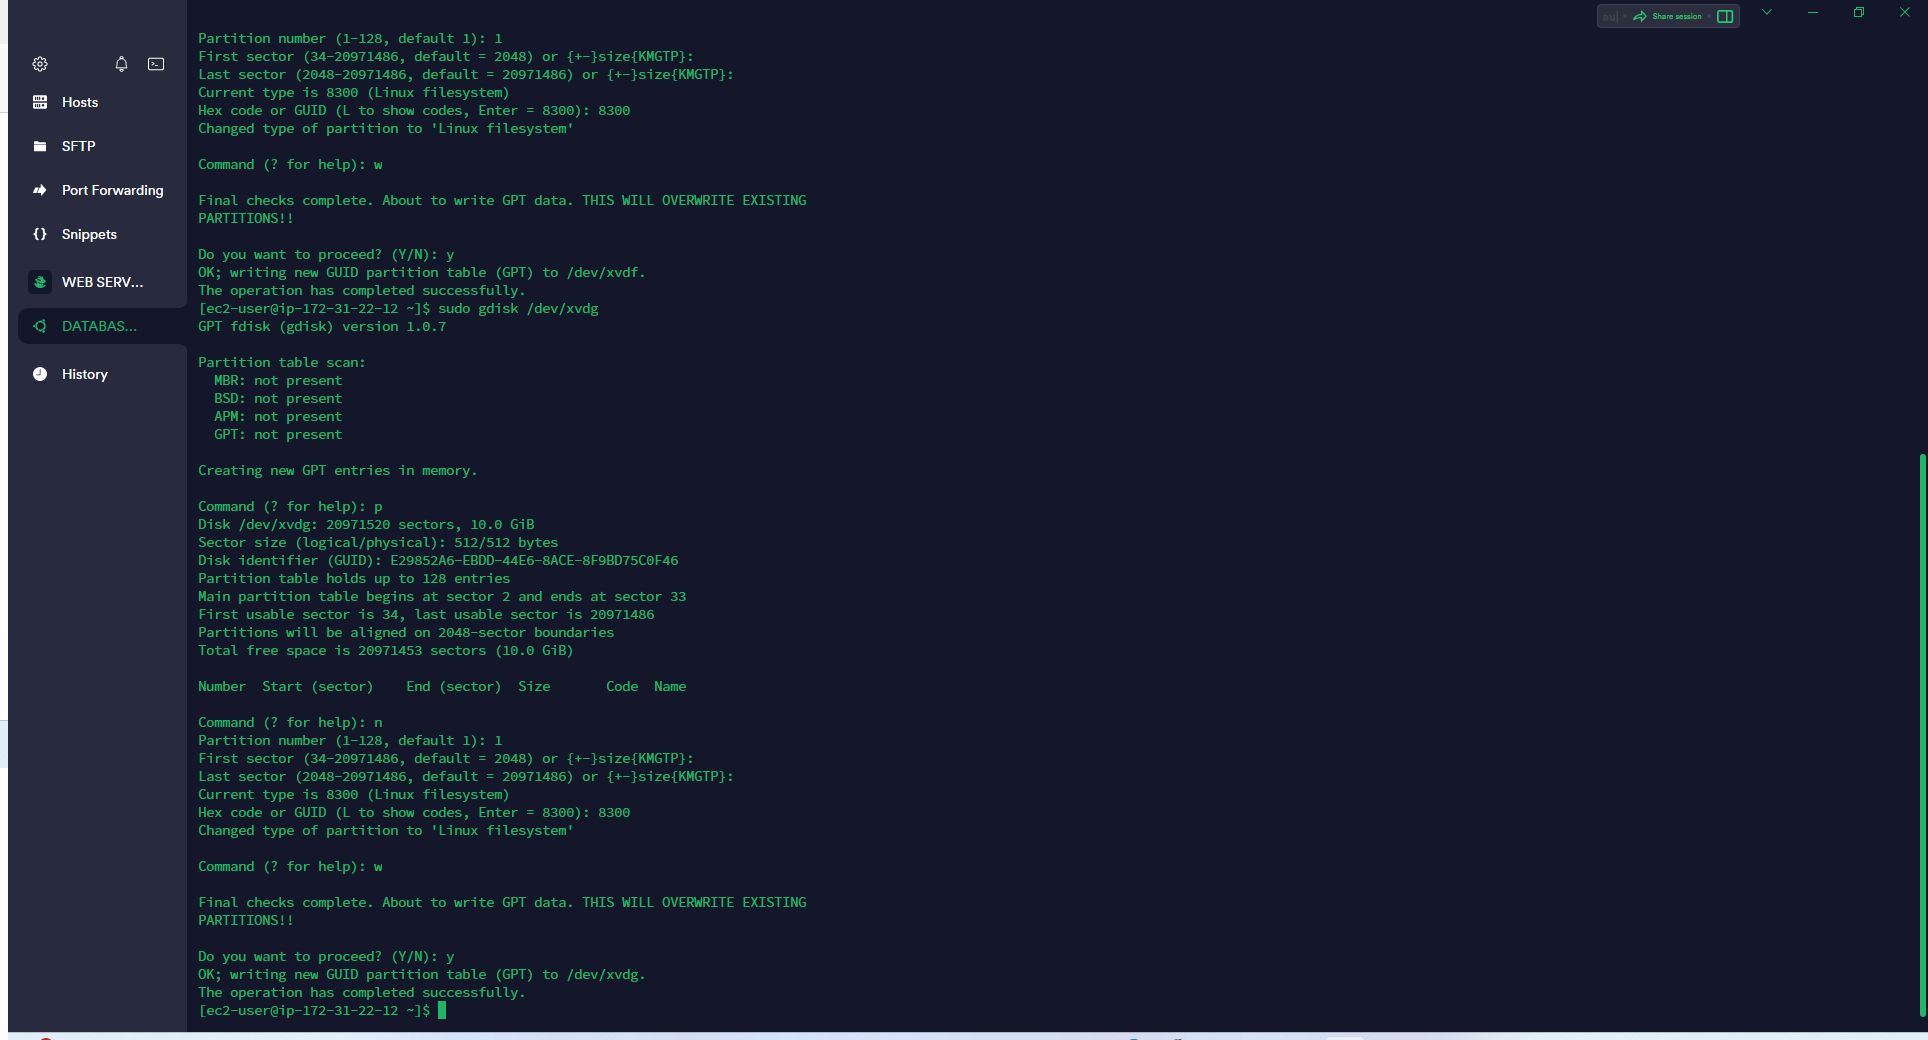 au
Share session
Hosts
SFTP
Port Forwarding
Snippets
WEB SERV...
DATABAS...
History
Partition number (1-128, default 1): 1
First sector (34-20971486, default = 2048) or {+-}size{KMGTP}:
Last sector (2048-20971486, default = 20971486) or {+-}size{KMGTP}:
Current type is 8300 (Linux filesystem)
Hex code or GUID (L to show codes, Enter = 8300): 8300
Changed type of partition to 'Linux filesystem'
Command (? for help): w
Final checks complete. About to write GPT data. THIS WILL OVERWRITE EXISTING
PARTITIONS!!
Do you want to proceed? (Y/N): y
OK; writing new GUID partition table (GPT) to /dev/xvdf.
The operation has completed successfully.
[ec2-user@ip-172-31-22-12 ~]$ sudo gdisk /dev/xvdg
GPT fdisk (gdisk) version 1.0.7
Partition table scan:
MBR: not present
BSD: not present
APM: not present
GPT: not present
Creating new GPT entries in memory.
Command (? for help): p
Disk /dev/xvdg: 20971520 sectors, 10.0 GiB
Sector size (logical/physical): 512/512 bytes
Disk identifier (GUID): E29852A6-EBDD-44E6-8ACE-8F9BD75C0F46
Partition table holds up to 128 entries
Main partition table begins at sector 2 and ends at sector 33
First usable sector is 34, last usable sector is 20971486
Partitions will be aligned on 2048-sector boundaries
Total free space is 20971453 sectors (10.0 GiB)
Number  Start (sector)    End (sector)  Size       Code  Name
Command (? for help): n
Partition number (1-128, default 1): 1
First sector (34-20971486, default = 2048) or {+-}size{KMGTP}:
Last sector (2048-20971486, default = 20971486) or {+-}size{KMGTP}:
Current type is 8300 (Linux filesystem)
Hex code or GUID (L to show codes, Enter = 8300): 8300
Changed type of partition to 'Linux filesystem'
Command (? for help): w
Final checks complete. About to write GPT data. THIS WILL OVERWRITE EXISTING
PARTITIONS!!
Do you want to proceed? (Y/N): y
OK; writing new GUID partition table (GPT) to /dev/xvdg.
The operation has completed successfully.
[ec2-user@ip-172-31-22-12 ~]$